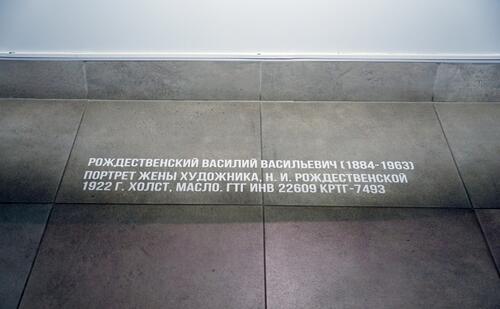 РОЖДЕСТВЕНСКИЙ ВАСИЛИЙ ВАСИЛЬЕВИЧ (1884-1963)
ПОРТРЕТ ЖЕНЫ ХУДОЖНИКА, Н. И. РОЖДЕСТВЕНСКОЙ
1922 Г. ХОЛСТ, МАСЛО. ГТГ ИНВ 22609 КРТГ-7493